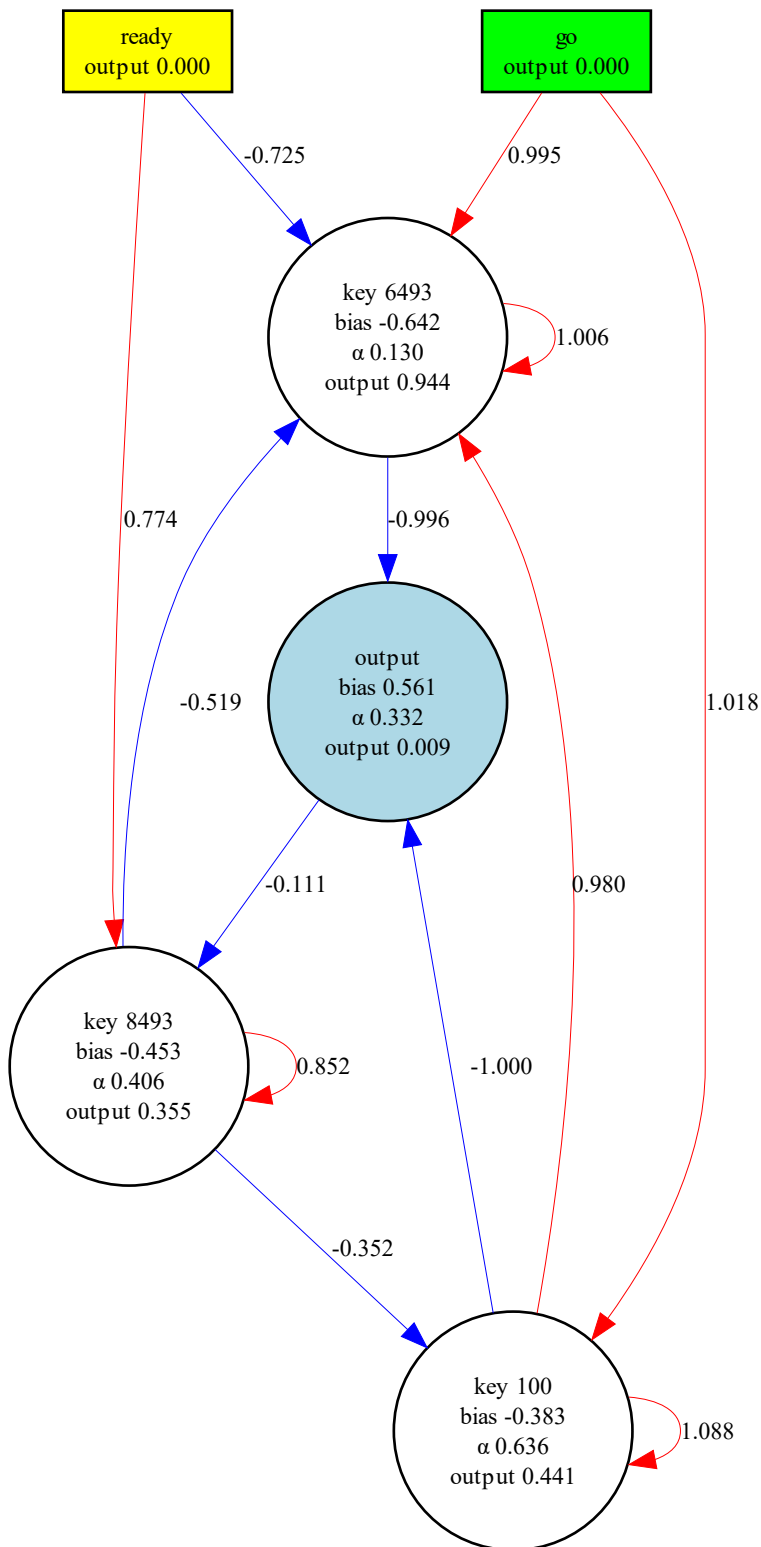 ready
output 0.000
go
output 0.000
-0.725
0.995
key 6493
bias -0.642
α 0.130
output 0.944
1.006
0.774
-0.996
output
bias 0.561
α 0.332
output 0.009
-0.519
1.018
-0.111
0.980
key 8493
bias -0.453
α 0.406
output 0.355
0.852
-1.000
-0.352
key 100
bias -0.383
α 0.636
output 0.441
1.088